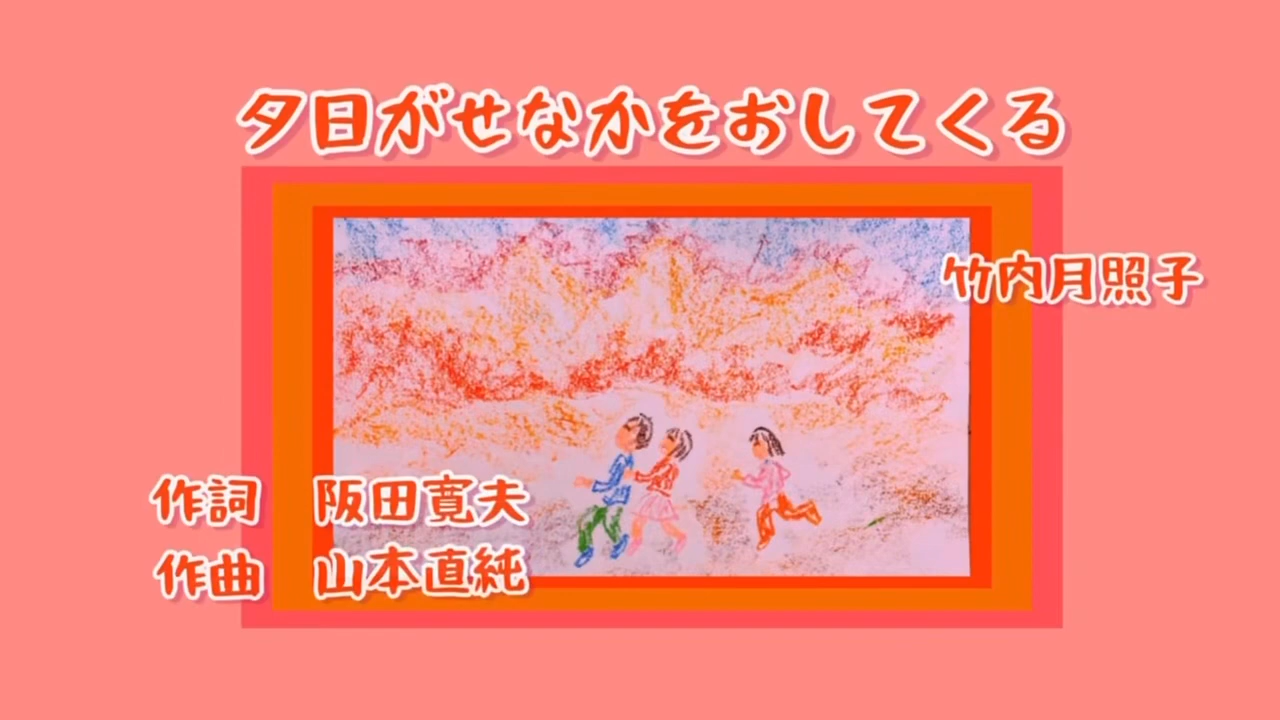 夕日がせなかをおしてくる
竹内月照子
作詞　阪田寛夫
作曲　山本直純